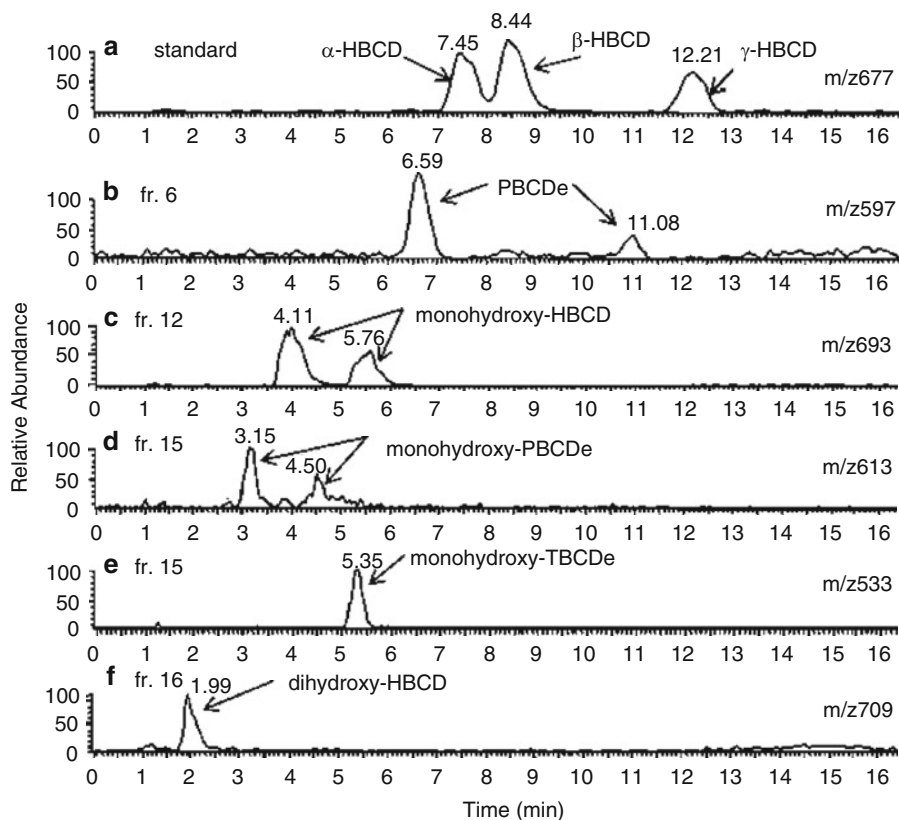 a standard
α-HBCD
7.45
8.44
β-HBCD
12.21
γ-HBCD
m/z677
100
50
0
0 1 2 3 4 5 6 7 8 9 10 11 12 13 14 15 16
b fr. 6
6.59
PBCDe
11.08
m/z597
100
50
0
0 1 2 3 4 5 6 7 8 9 10 11 12 13 14 15 16
c fr. 12
4.11
5.76
monohydroxy-HBCD
m/z693
100
50
0
0 1 2 3 4 5 6 7 8 9 10 11 12 13 14 15 16
d fr. 15
3.15
4.50
monohydroxy-PBCDe
m/z613
100
50
0
0 1 2 3 4 5 6 7 8 9 10 11 12 13 14 15 16
e fr. 15
5.35
monohydroxy-TBCDe
m/z533
100
50
0
0 1 2 3 4 5 6 7 8 9 10 11 12 13 14 15 16
f fr. 16
1.99
dihydroxy-HBCD
m/z709
100
50
0
0 1 2 3 4 5 6 7 8 9 10 11 12 13 14 15 16
Relative Abundance
Time (min)